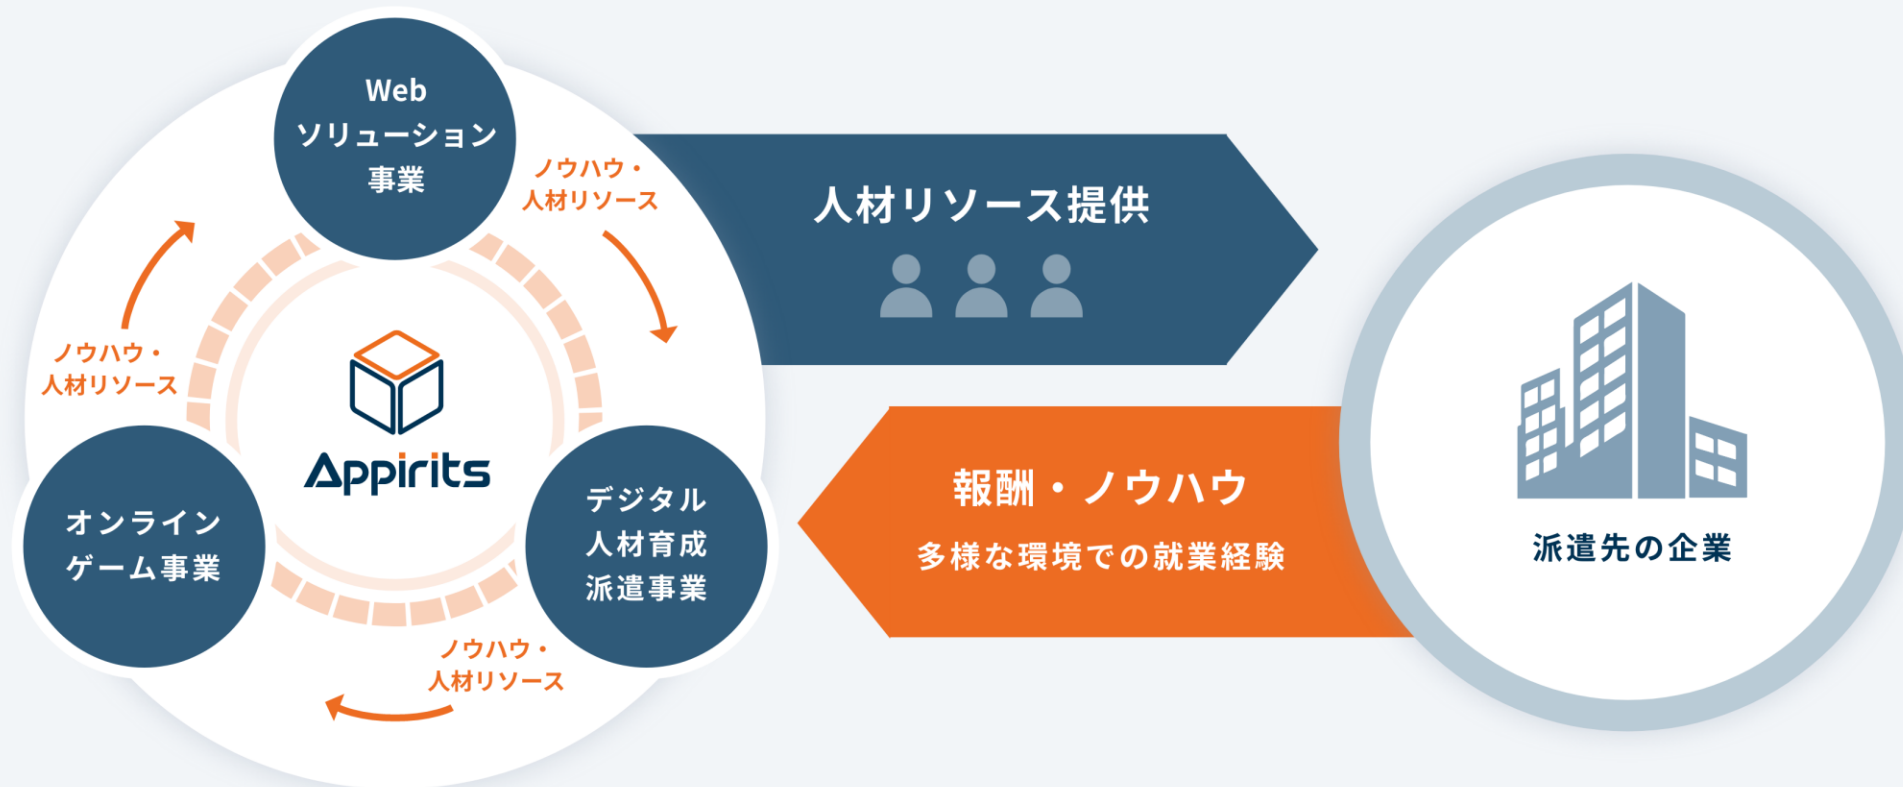 Web
ソリューション
事業
ノウハウ・
人材リソース
ノウハウ・
人材リソース
Appirits
オンライン
ゲーム事業
デジタル
人材育成
派遣事業
ノウハウ・
人材リソース
人材リソース提供
報酬・ノウハウ
多様な環境での就業経験
派遣先の企業